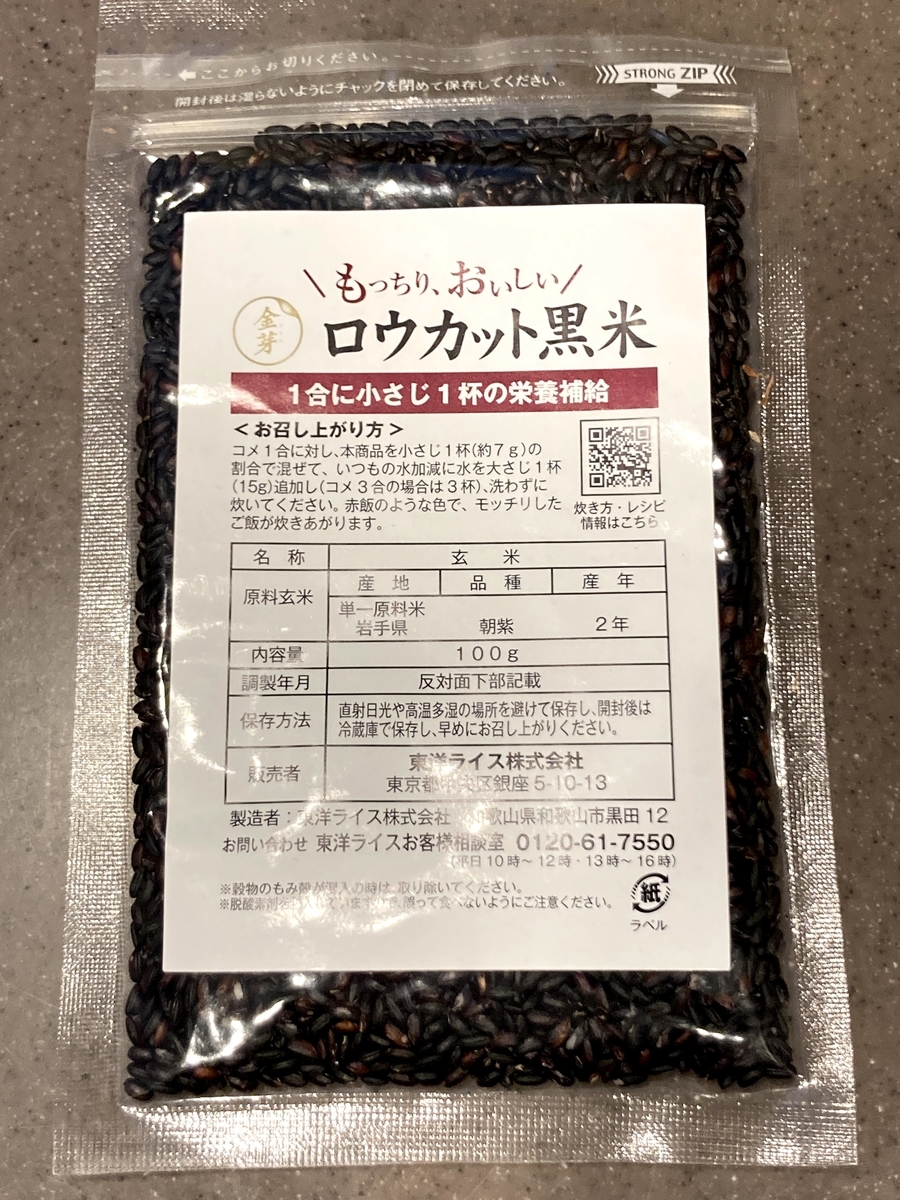 ここからお切りください。
開封後は湿らないようにチャックを閉めて保存してください。
STRONG ZIP
もっちり、おいしい
金芽
ロウカット黒米
1合に小さじ1杯の栄養補給
<お召し上がり方>
コメ1合に対し、本商品を小さじ1杯(約7g)の
割合で混ぜて、いつもの水加減に水を大さじ1杯
(15g)追加し(コメ3合の場合は3杯)、洗わずに
炊いてください。赤飯のような色で、モッチリした
ご飯が炊きあがります。
炊き方・レシピ
情報はこちら
名 称 玄 米
原料玄米 産 地 品 種 産 年
単一原料米
岩手県 朝紫 2年
内容量 100g
調製年月 反対面下部記載
保存方法 直射日光や高温多湿の場所を避けて保存し、開封後は
冷蔵庫で保存し、早めにお召し上がりください。
販売者 東洋ライス株式会社
東京都中央区銀座5-10-13
製造者:東洋ライス株式会社 和歌山県和歌山市黒田12
お問い合わせ 東洋ライスお客様相談室 0120-61-7550
(平日10時～12時・13時～16時)
※穀物のもみ殻が混入の時は、取り除いてください。
※脱酸素剤を 誤って食べないようにご注意ください。
紙
ラベル